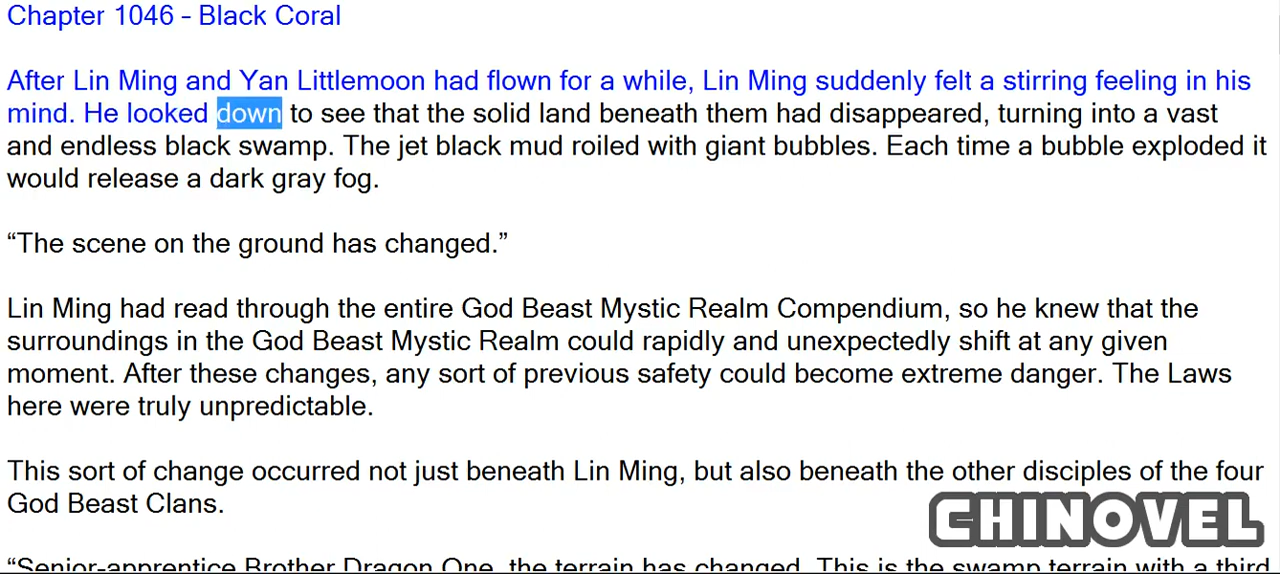 Chapter 1046 – Black Coral
After Lin Ming and Yan Littlemoon had flown for a while, Lin Ming suddenly felt a stirring feeling in his
mind. He looked down to see that the solid land beneath them had disappeared, turning into a vast
and endless black swamp. The jet black mud roiled with giant bubbles. Each time a bubble exploded it
would release a dark gray fog.
“The scene on the ground has changed.”
Lin Ming had read through the entire God Beast Mystic Realm Compendium, so he knew that the
surroundings in the God Beast Mystic Realm could rapidly and unexpectedly shift at any given
moment. After these changes, any sort of previous safety could become extreme danger. The Laws
here were truly unpredictable.
This sort of change occurred not just beneath Lin Ming, but also beneath the other disciples of the four
God Beast Clans.
CHINOVEL
“Senior-apprentice Brother Dragon One, the terrain has changed. This is the swamp terrain with a third